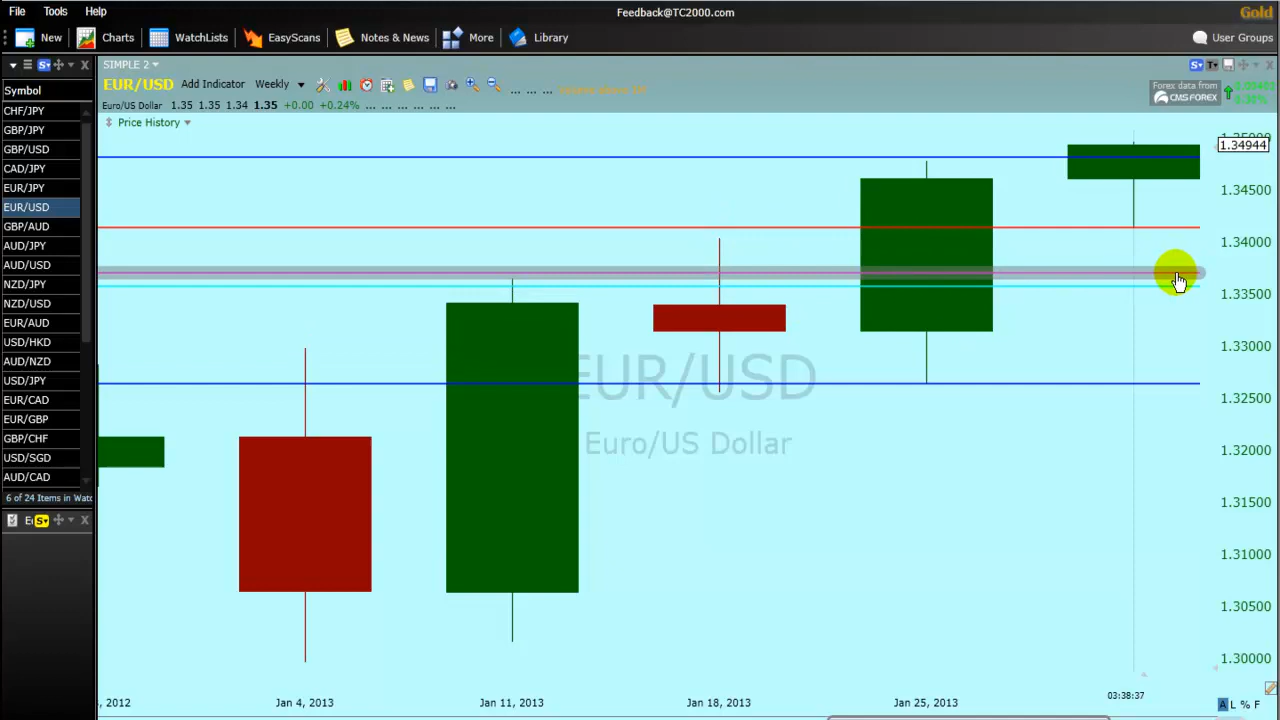 File Tools Help
Feedback@TC2000.com
Gold
New Charts WatchLists EasyScans Notes & News More Library
User Groups
SIMPLE 2
EUR/USD Add Indicator Weekly
Euro/US Dollar 1.35 1.35 1.34 1.35 +0.00 +0.24%
Forex data from
CMS FOREX
Price History
Symbol
CHF/JPY
GBP/JPY
GBP/USD
CAD/JPY
EUR/JPY
EUR/USD
GBP/AUD
AUD/JPY
AUD/USD
NZD/JPY
NZD/USD
EUR/AUD
USD/HKD
AUD/NZD
USD/JPY
EUR/CAD
EUR/GBP
GBP/CHF
USD/SGD
AUD/CAD
6 of 24 Items in Watc
EUR/USD
Euro/US Dollar
1.34944
1.34500
1.34000
1.33500
1.33000
1.32500
1.32000
1.31500
1.31000
1.30500
1.30000
, 2012
Jan 4, 2013
Jan 11, 2013
Jan 18, 2013
Jan 25, 2013
03:38:37
A L % F